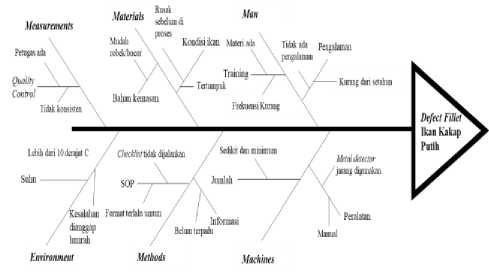 Measurements
Materials
Man
Rusak
sebelum di
proses
Petugas ada
Mudah
robek/bocor
Kondisi ikan
Materi ada
Tidak ada
pengalaman
Pengalaman
Quality
Control
Training
Tertumpuk
Kurang dari setahun
Tidak konsisten
Bahan kemasan
Frekuensi Kurang
Defect Fillet
Ikan Kakap
Putih
Lebih dari 10 derajat C
Checklist tidak dijalankan
Sedikit dan minimum
Metal detector
jarang digunakan
Suhu
SOP
Jumlah
Kesalahan
dianggap
lumrah
Format terlalu umum
Informasi
Belum terpadu
Peralatan
Manual
Environment
Methods
Machines